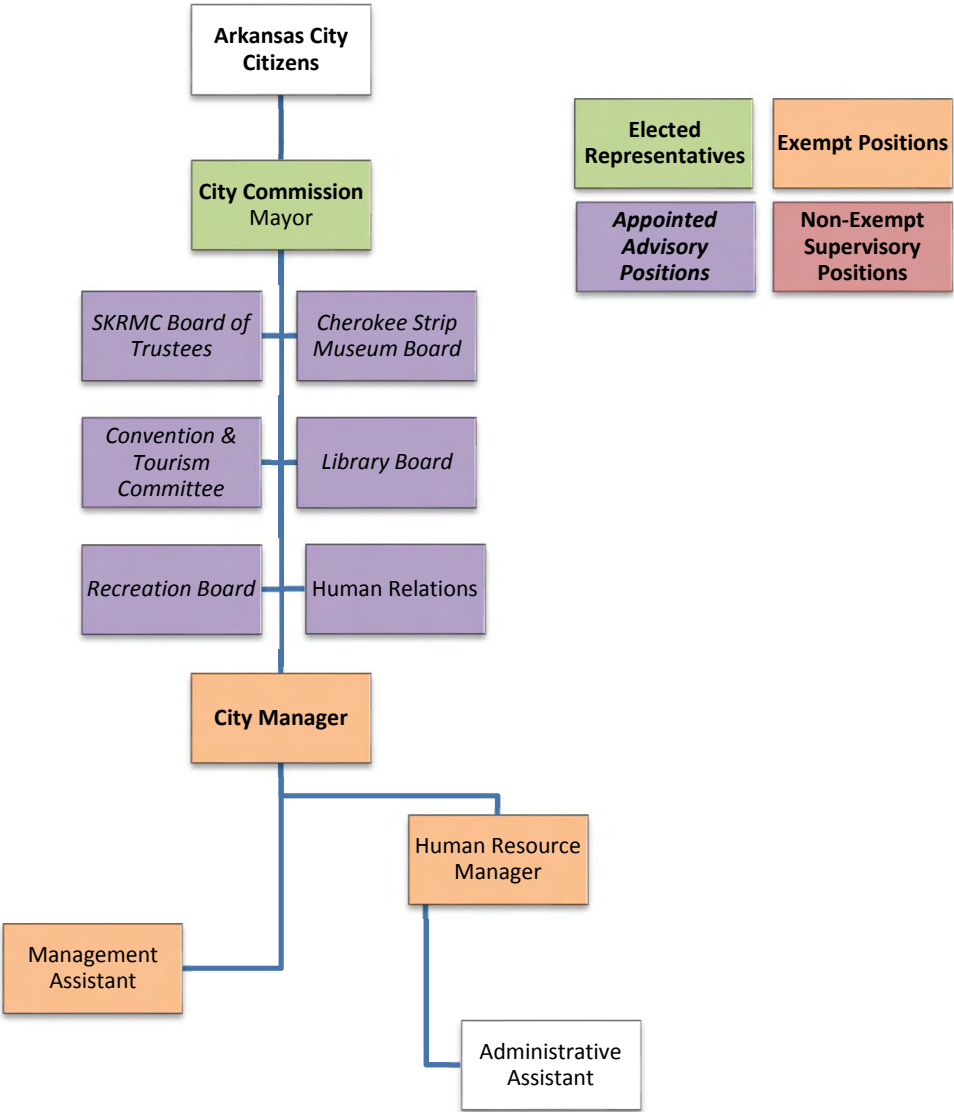 Arkansas City
Citizens
City Commission
Mayor
Elected
Representatives
Exempt Positions
Appointed
Advisory
Positions
Non-Exempt
Supervisory
Positions
SKRMC Board of
Trustees
Cherokee Strip
Museum Board
Convention &
Tourism
Committee
Library Board
Recreation Board
Human Relations
City Manager
Human Resource
Manager
Management
Assistant
Administrative
Assistant